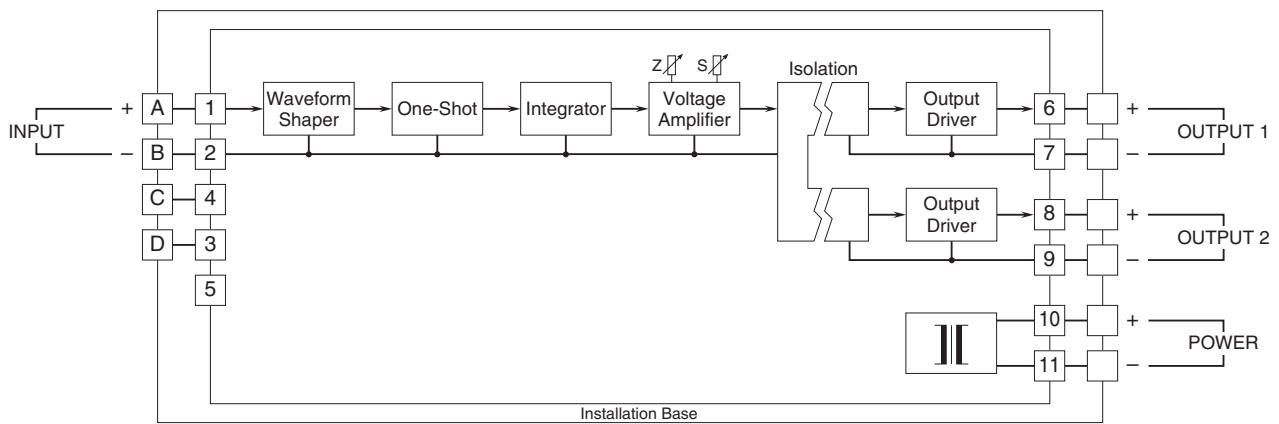 Z S
Isolation
+ A 1 Waveform Shaper One-Shot Integrator Voltage Amplifier Output Driver 6 +
INPUT
OUTPUT 1
– B 2 7 –
C 4
Output Driver 8 +
D 3
OUTPUT 2
9 –
5
10 +
POWER
11 –
Installation Base